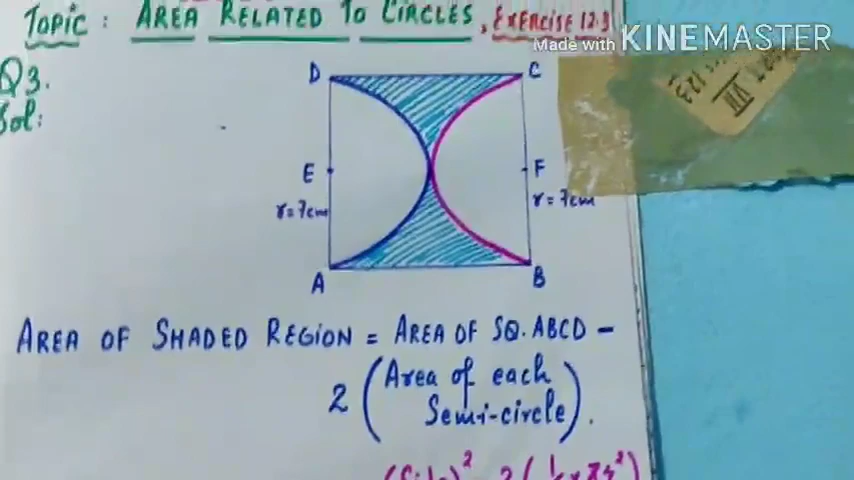 TOPIC : AREA RELATED TO CIRCLES, EXERCISE 12.3
Made with KINEMASTER
Q3.
Sol:
D
C
VIII
E
F
r=7cm
r=7cm
A
B
AREA OF SHADED REGION = AREA OF SQ. ABCD -
2 (Area of each
Semi-circle).